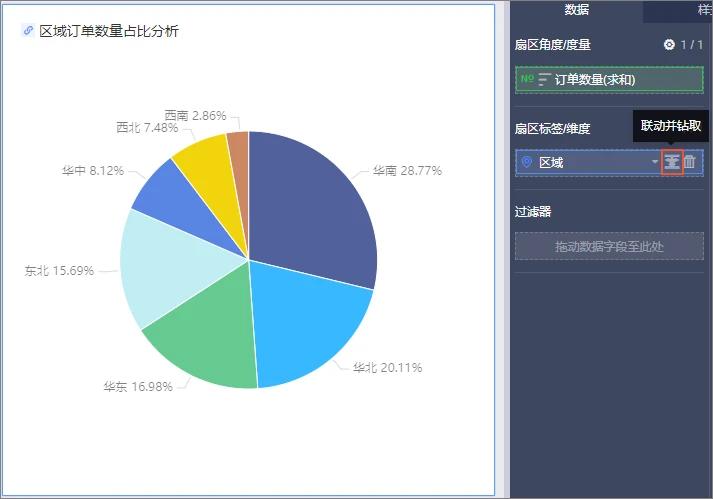 区域订单数量占比分析
西南 2.86%
西北 7.48%
华中 8.12%
华南 28.77%
东北 15.69%
华北 20.11%
华东 16.98%
数据
样
扇区角度/度量
1 / 1
Nº 订单数量(求和)
扇区标签/维度
联动并钻取
区域
过滤器
拖动数据字段至此处